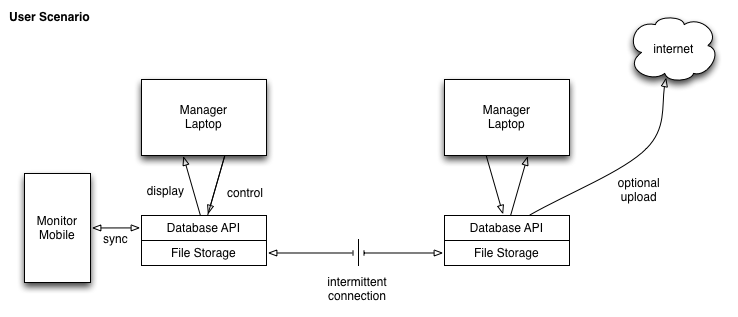 User Scenario
internet
Manager
Laptop
Manager
Laptop
display
control
optional
upload
Monitor
Mobile
sync
Database API
File Storage
Database API
File Storage
intermittent
connection